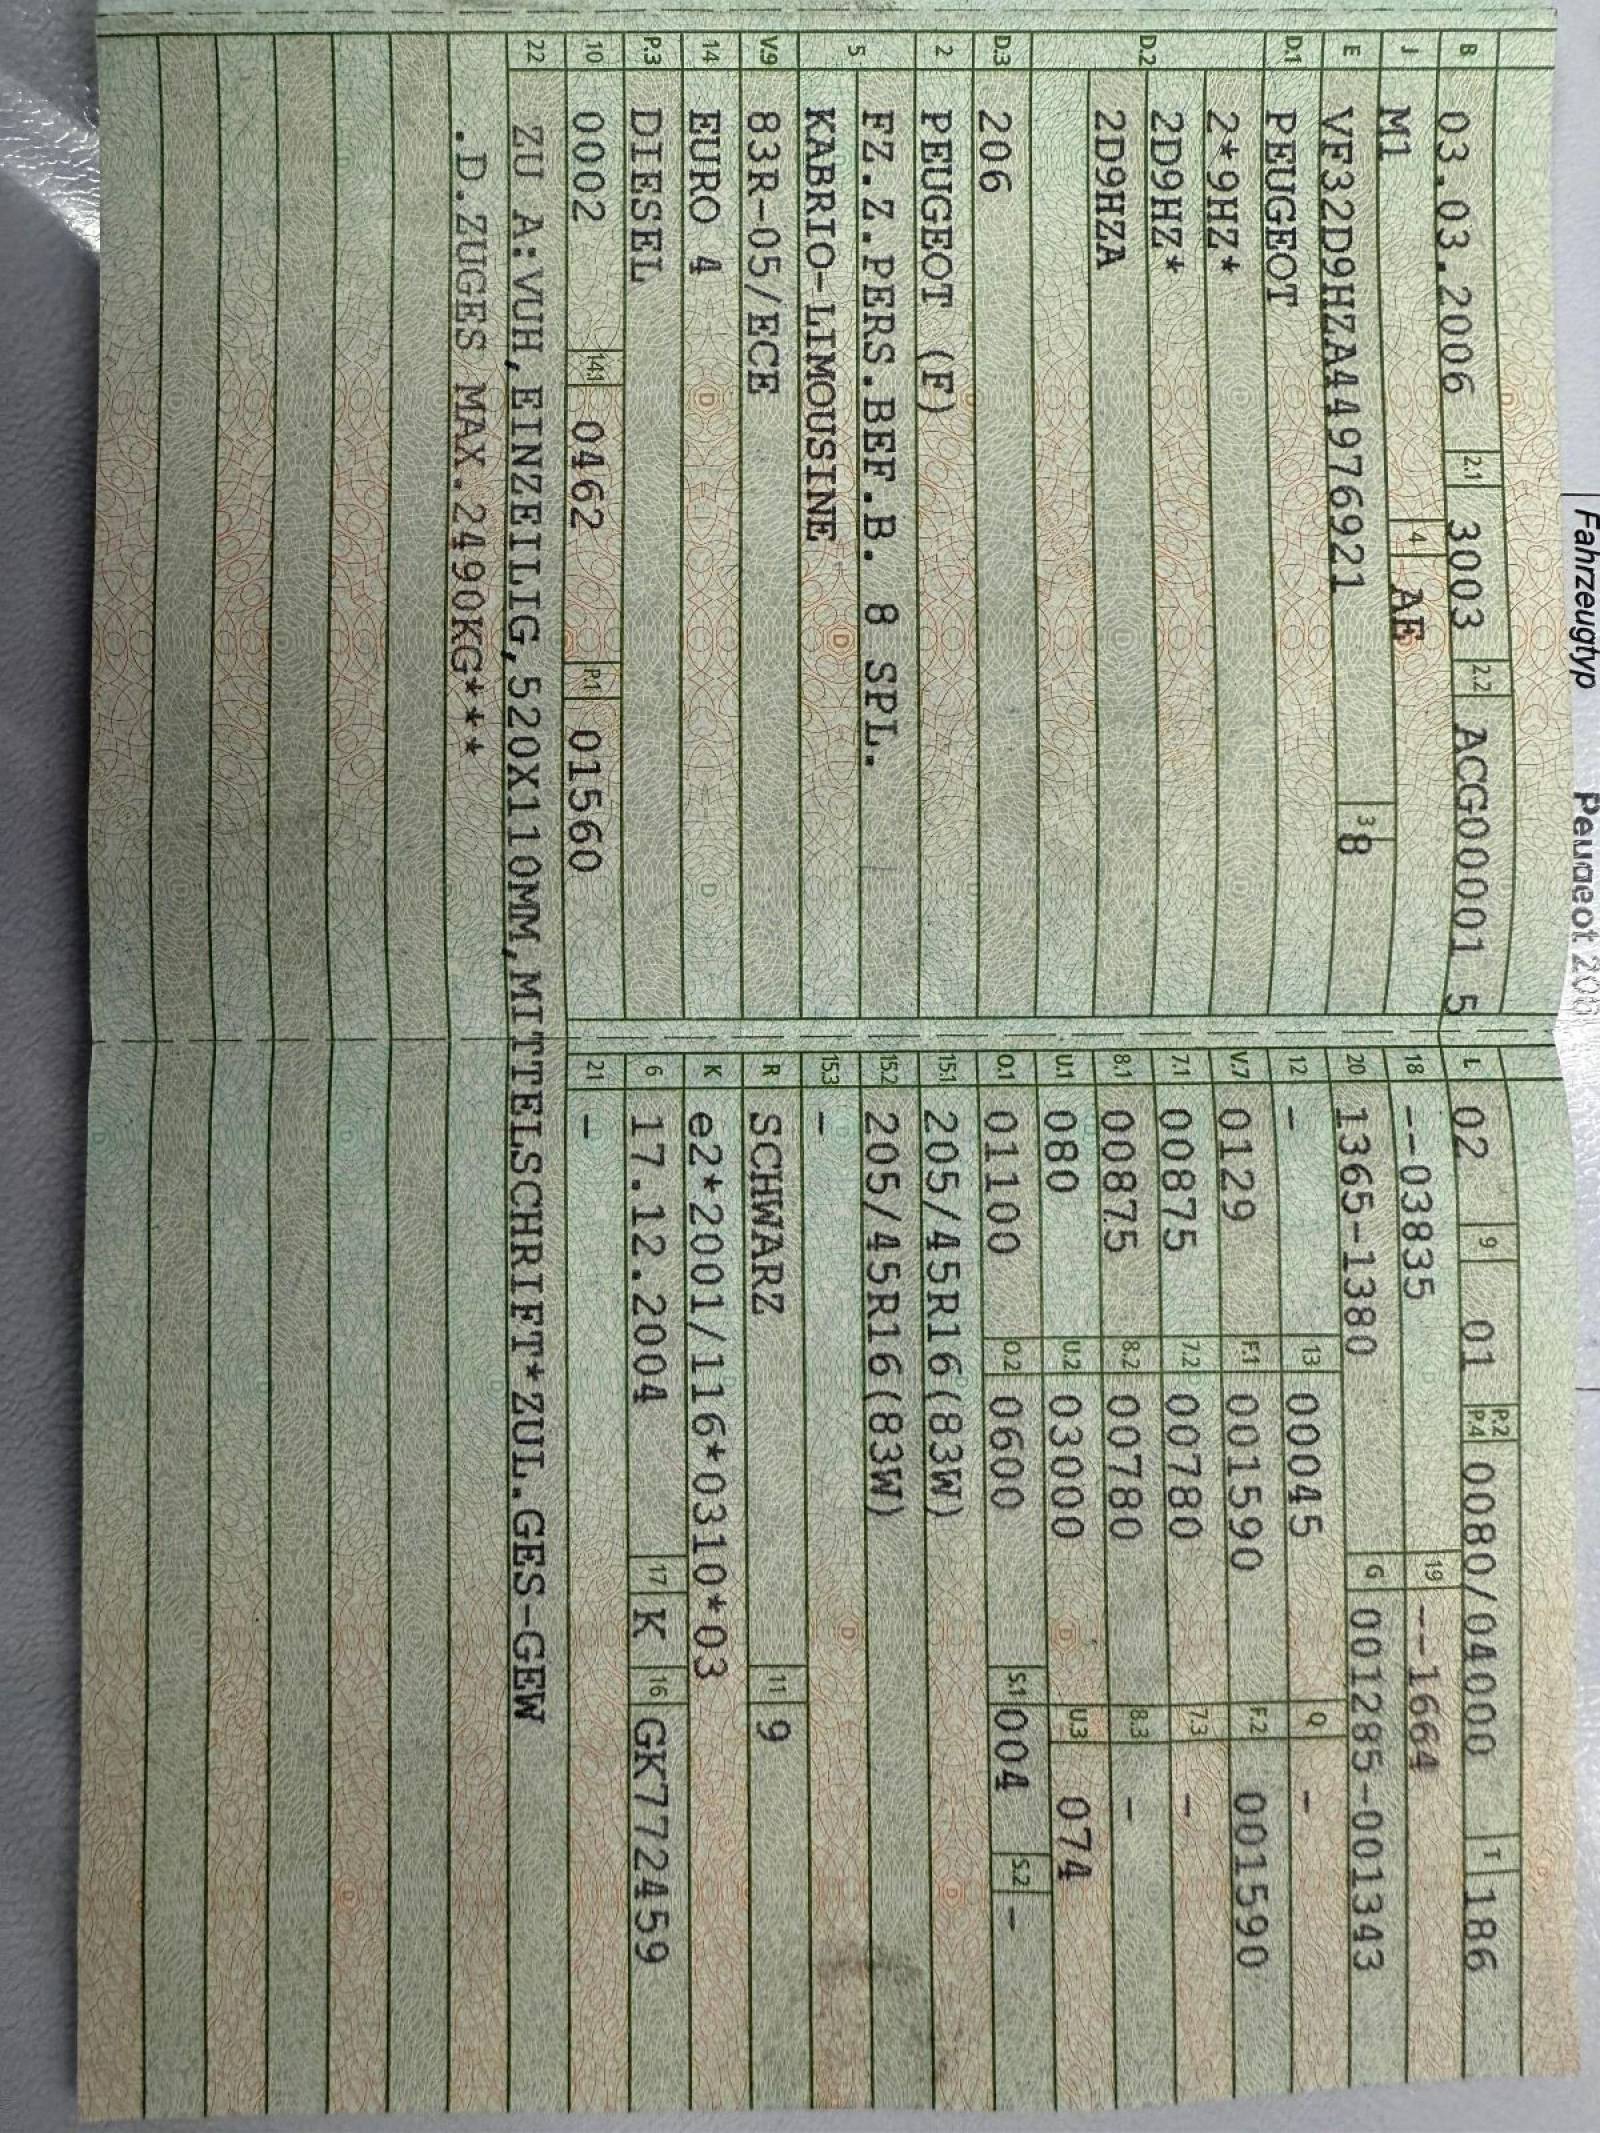 Fahrzeugtyp Peugeot 206
B 03.03.2006 2.1 3003 2.2 ACG00001 5
J M1 4 AE
E VF32D9HZA44976921 3 8
D.1 PEUGEOT
D.2 2*9HZ*
2D9HZ*
2D9HZA
D.3 206
2 PEUGEOT (F)
5 FZ.Z.PERS.BEF.B. 8 SPL.
KABRIO-LIMOUSINE
V.9 83R-05/ECE
14 EURO 4
P.3 DIESEL
10 0002 14.1 0462 P.1 01560
L 02 9 01 P.2 P.4 0080/04000 T 186
18 --03835 19 --1664
20 1365-1380 G 001285-001343
12 - 13 00045 Q -
V.7 0129 F.1 001590 F.2 001590
7.1 00875 7.2 00780 7.3 -
8.1 00875 8.2 00780 8.3 -
U.1 080 U.2 03000 U.3 074
O.1 01100 O.2 0600 S.1 004 S.2 -
15.1 205/45R16(83W)
15.2 205/45R16(83W)
15.3 -
R SCHWARZ 11 9
K e2*2001/116*0310*03
6 17.12.2004 17 K 16 GK772459
21 -
22 ZU A:VUH,EINZEILIG,520X110MM,MITTELSCHRIFT*ZUL.GES-GEW
.D.ZUGES MAX.2490KG***